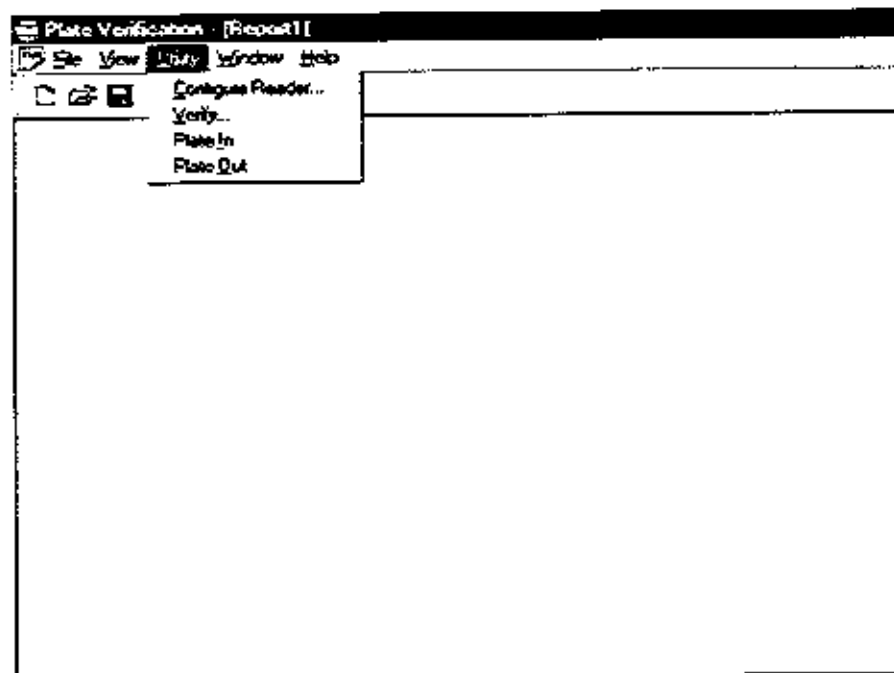 Plate Verification - [Report1]
File View Utility Window Help
Configure Reader...
Verify...
Plate In
Plate Out